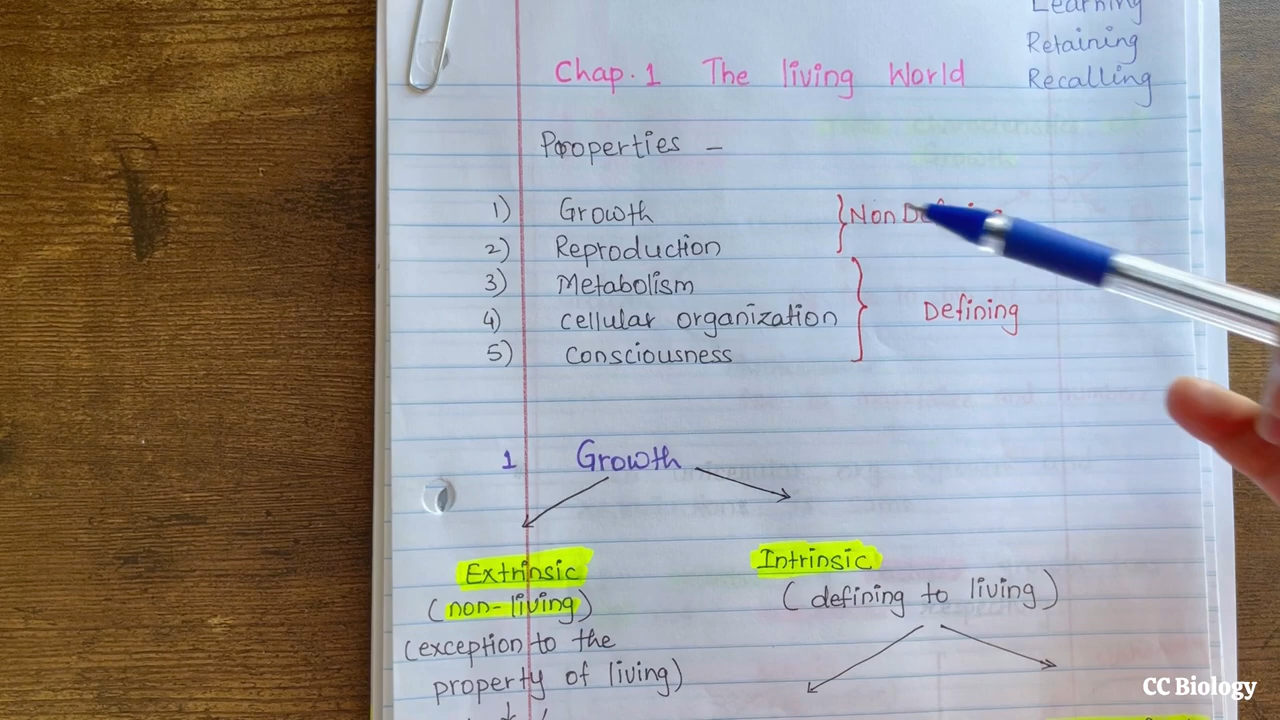 Learning
Retaining
Recalling
Chap. 1 The living World
Properties -
1) Growth
2) Reproduction
} Non
3) Metabolism
4) Cellular organization
5) Consciousness
} Defining
1 Growth
Extrinsic
(non-living)
(exception to the
property of living)
Intrinsic
(defining to living)
CC Biology